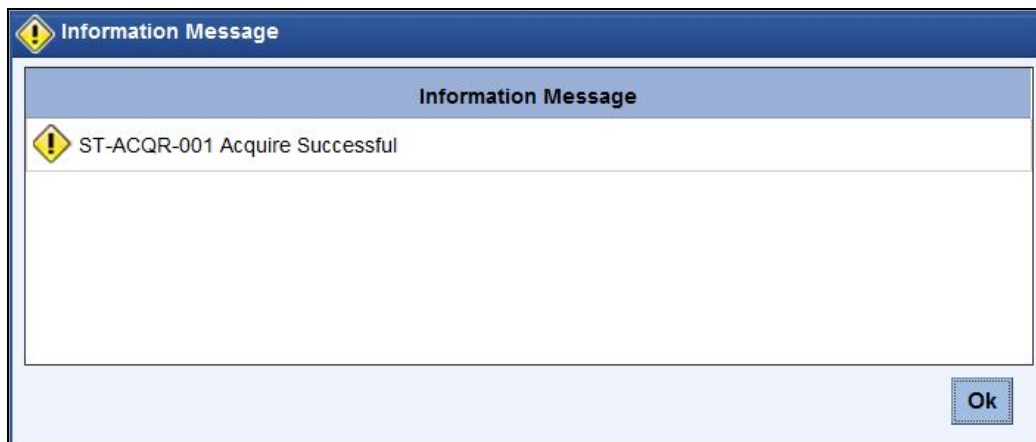 Information Message
Information Message
ST-ACQR-001 Acquire Successful
Ok